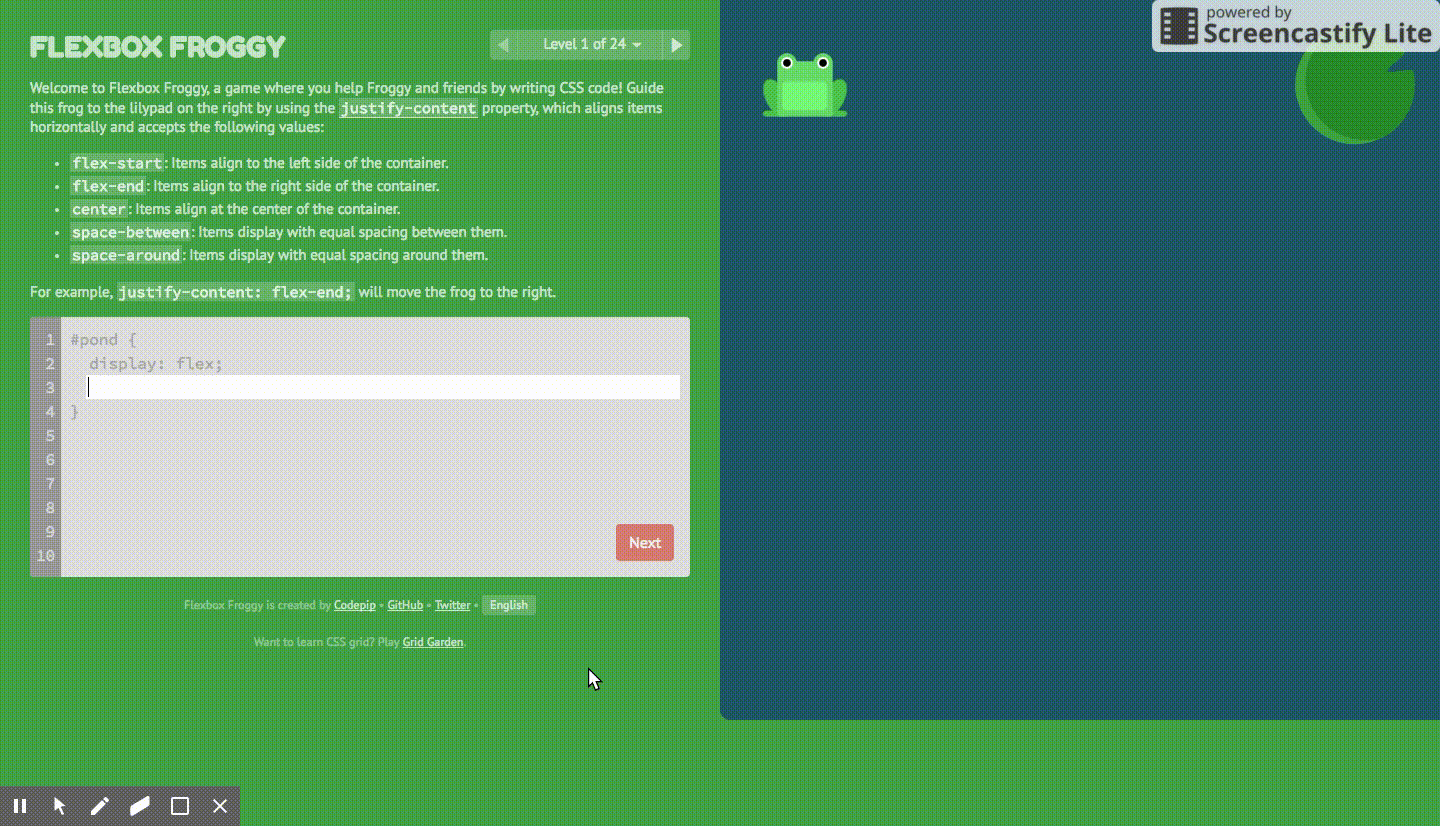 FLEXBOX FROGGY
Level 1 of 24
powered by
Screencastify Lite
Welcome to Flexbox Froggy, a game where you help Froggy and friends by writing CSS code! Guide
this frog to the lilypad on the right by using the justify-content property, which aligns items
horizontally and accepts the following values:
• flex-start: Items align to the left side of the container.
• flex-end: Items align to the right side of the container.
• center: Items align at the center of the container.
• space-between: Items display with equal spacing between them.
• space-around: Items display with equal spacing around them.
For example, justify-content: flex-end; will move the frog to the right.
1 #pond {
2 display: flex;
3
4 }
5
6
7
8
9
10
Next
Flexbox Froggy is created by Codepip • GitHub • Twitter • English
Want to learn CSS grid? Play Grid Garden.